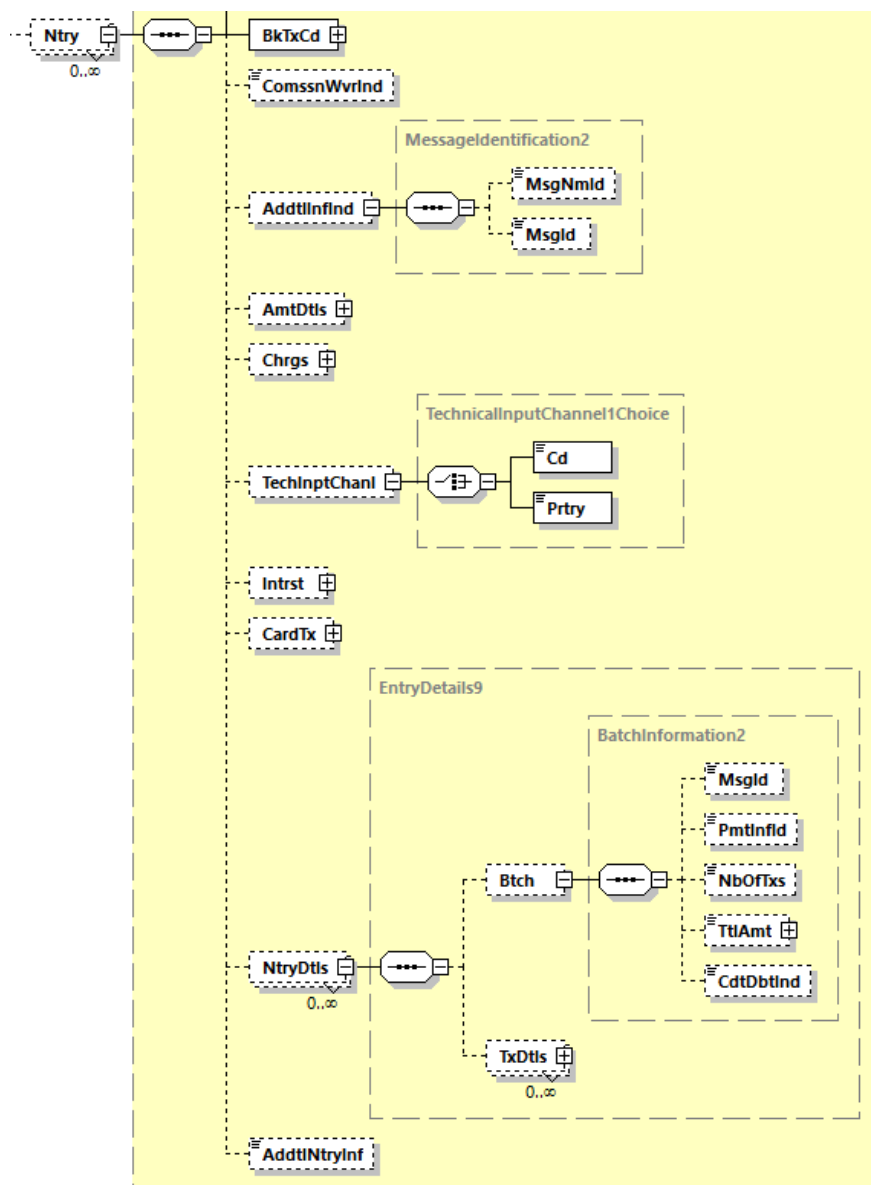 Ntry
0..∞
BkTxCd
ComssnWvrInd
MessageIdentification2
MsgNmId
AddtlInfInd
MsgId
AmtDtls
Chrgs
TechnicalInputChannel1Choice
Cd
TechInptChanl
Prtry
Intrst
CardTx
EntryDetails9
BatchInformation2
MsgId
PmtInfId
Btch
NbOfTxs
TtlAmt
NtryDtls
0..∞
CdtDbtInd
TxDtls
0..∞
AddtlNtryInf